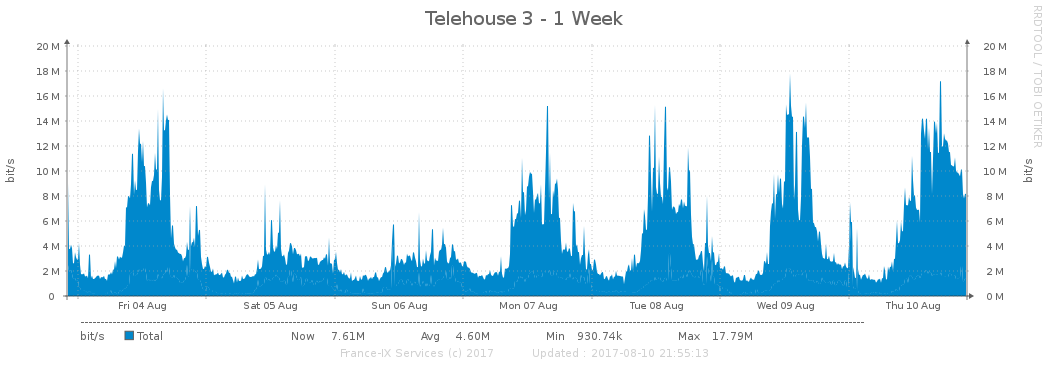 Telehouse 3 - 1 Week
RRDTOOL / TOBI OETIKER
20 M 20 M
18 M 18 M
16 M 16 M
14 M 14 M
12 M 12 M
10 M 10 M
8 M 8 M
6 M 6 M
4 M 4 M
2 M 2 M
0 0 M
bit/s bit/s
Fri 04 Aug Sat 05 Aug Sun 06 Aug Mon 07 Aug Tue 08 Aug Wed 09 Aug Thu 10 Aug
bit/s Total Now 7.61M Avg 4.60M Min 930.74k Max 17.79M
France-IX Services (c) 2017 Updated : 2017-08-10 21:55:13